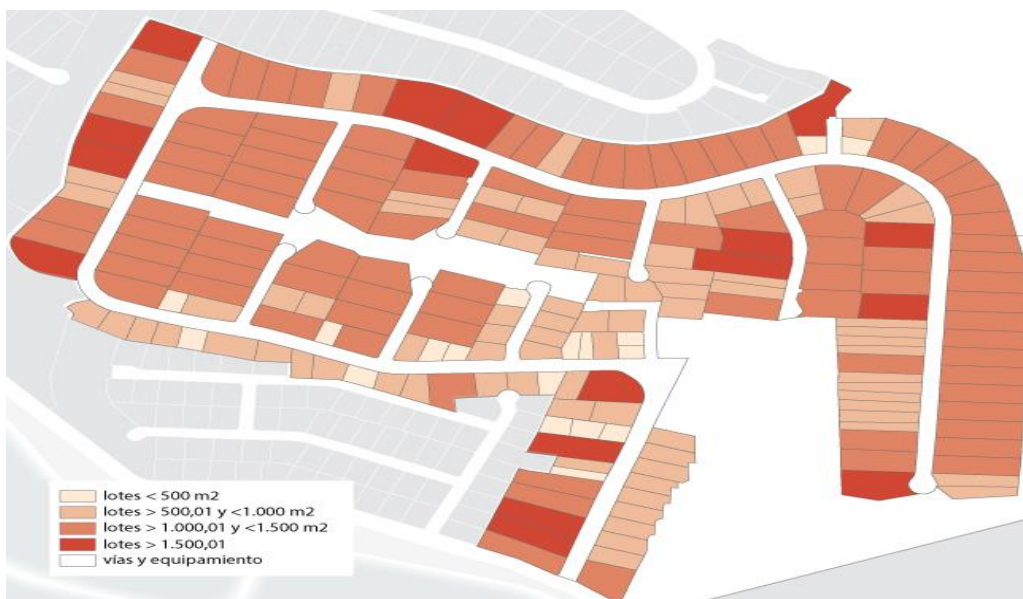 lotes < 500 m2
lotes > 500,01 y <1.000 m2
lotes > 1.000,01 y <1.500 m2
lotes > 1.500,01
vías y equipamiento